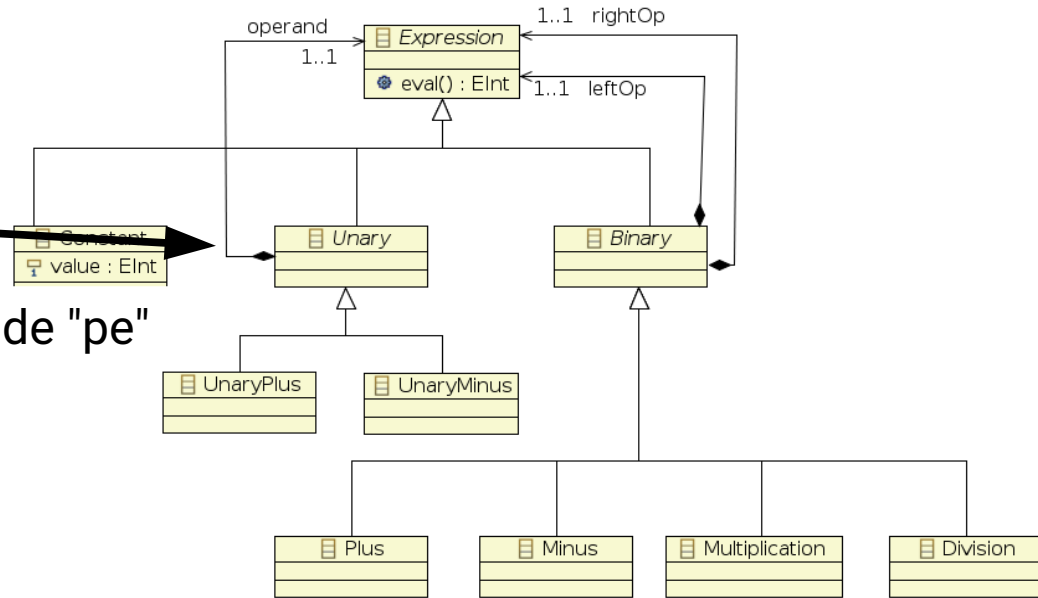 operand
1..1
Expression
eval() : EInt
1..1 rightOp
1..1 leftOp
Constant
value : EInt
Unary
Binary
de "pe"
UnaryPlus
UnaryMinus
Plus
Minus
Multiplication
Division